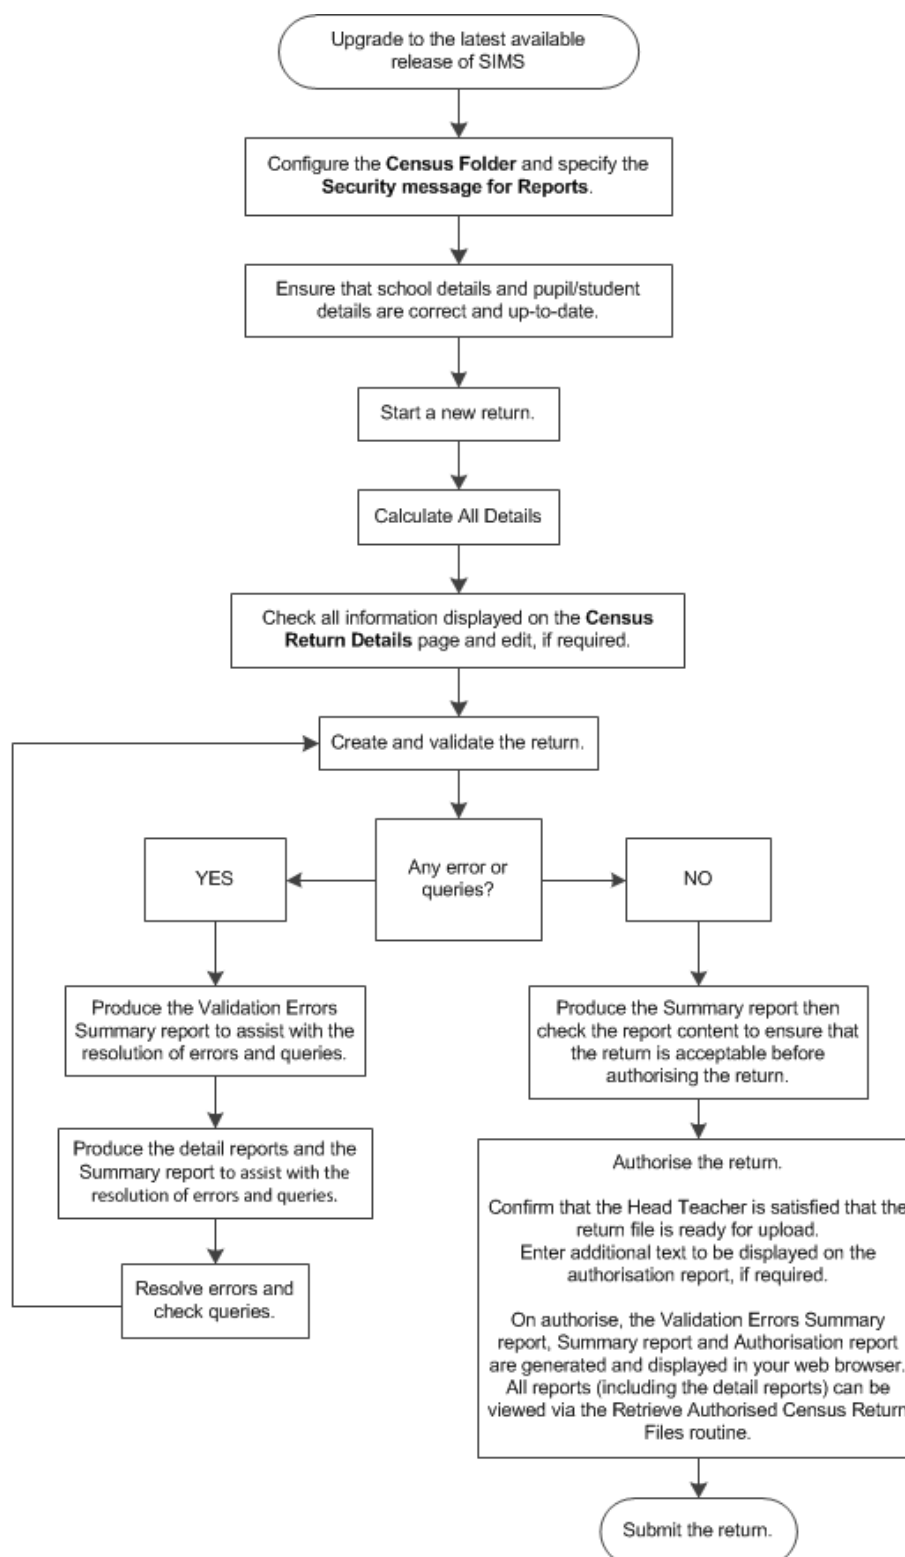 Upgrade to the latest available
release of SIMS
Configure the Census Folder and specify the
Security message for Reports.
Ensure that school details and pupil/student
details are correct and up-to-date.
Start a new return.
Calculate All Details
Check all information displayed on the Census
Return Details page and edit, if required.
Create and validate the return.
Any error or
queries?
YES
NO
Produce the Validation Errors
Summary report to assist with the
resolution of errors and queries.
Produce the detail reports and the
Summary report to assist with the
resolution of errors and queries.
Resolve errors and
check queries.
Produce the Summary report then
check the report content to ensure that
the return is acceptable before
authorising the return.
Authorise the return.
Confirm that the Head Teacher is satisfied that the
return file is ready for upload.
Enter additional text to be displayed on the
authorisation report, if required.
On authorise, the Validation Errors Summary
report, Summary report and Authorisation report
are generated and displayed in your web browser.
All reports (including the detail reports) can be
viewed via the Retrieve Authorised Census Return
Files routine.
Submit the return.